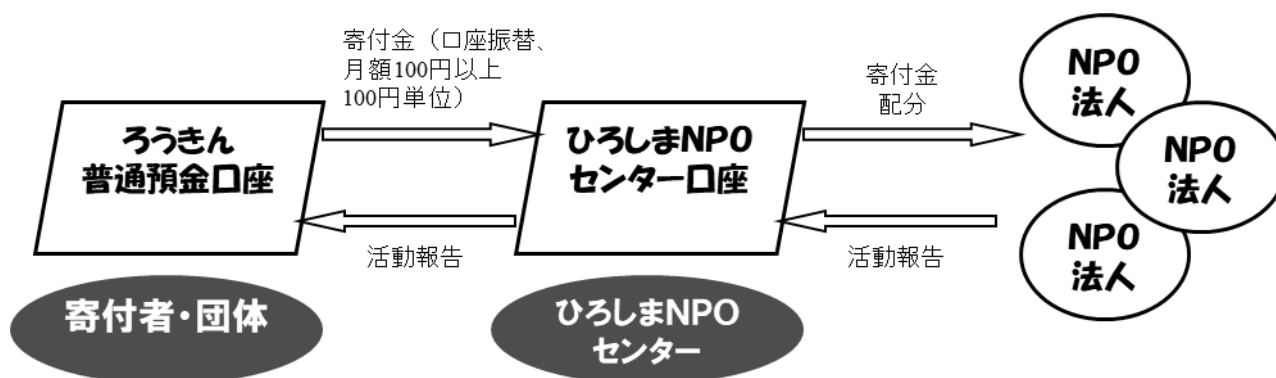 寄付金（口座振替、
月額100円以上
100円単位）
寄付金
配分
ろうきん
普通預金口座
ひろしまNPO
センター口座
NPO
法人
NPO
法人
NPO
法人
活動報告
活動報告
寄付者・団体
ひろしまNPO
センター